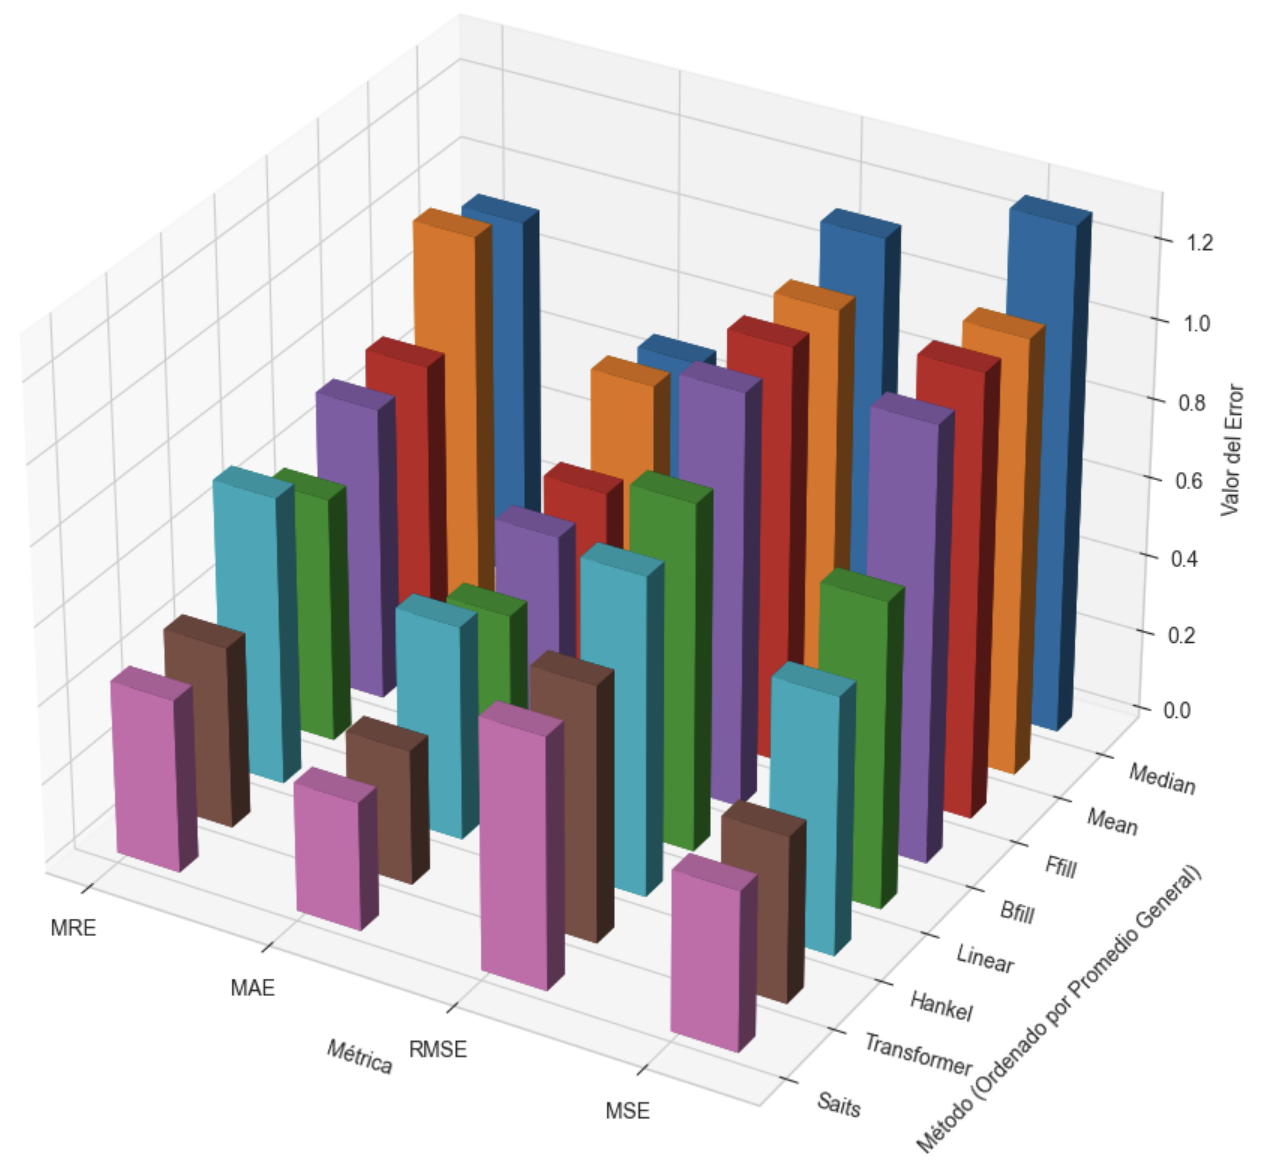 1.2
1.0
0.8
0.6
0.4
0.2
0.0
Valor del Error
Median
Mean
Ffill
Bfill
Linear
Hankel
Transformer
Saits
Método (Ordenado por Promedio General)
MRE
MAE
RMSE
MSE
Métrica